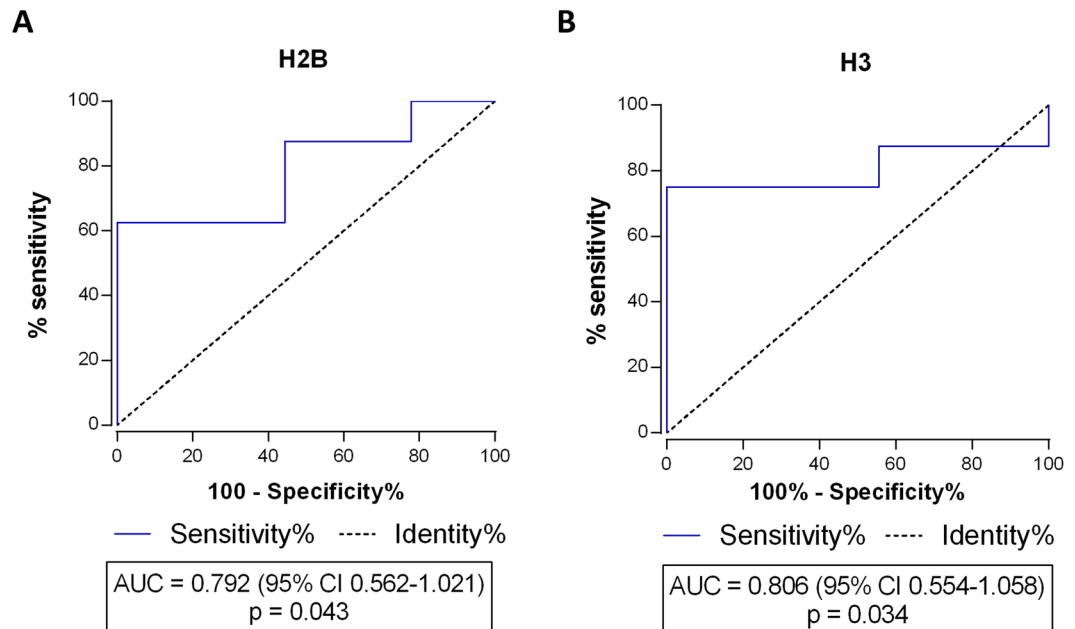 A
H2B
100
80
60
40
20
0
% sensitivity
0 20 40 60 80 100
100 - Specificity%
Sensitivity% Identity%
AUC = 0.792 (95% CI 0.562-1.021)
p = 0.043
B
H3
100
80
60
40
20
0
% sensitivity
0 20 40 60 80 100
100% - Specificity%
Sensitivity% Identity%
AUC = 0.806 (95% CI 0.554-1.058)
p = 0.034